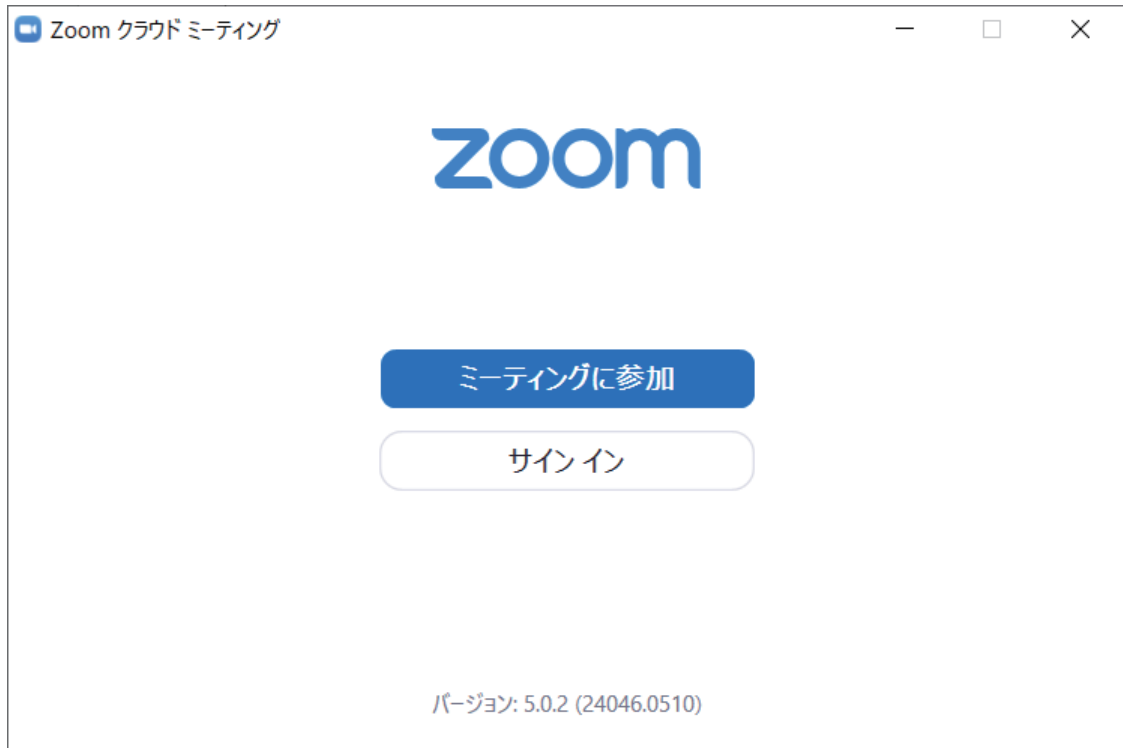 Zoom クラウド ミーティング
zoom
ミーティングに参加
サイン イン
バージョン: 5.0.2 (24046.0510)